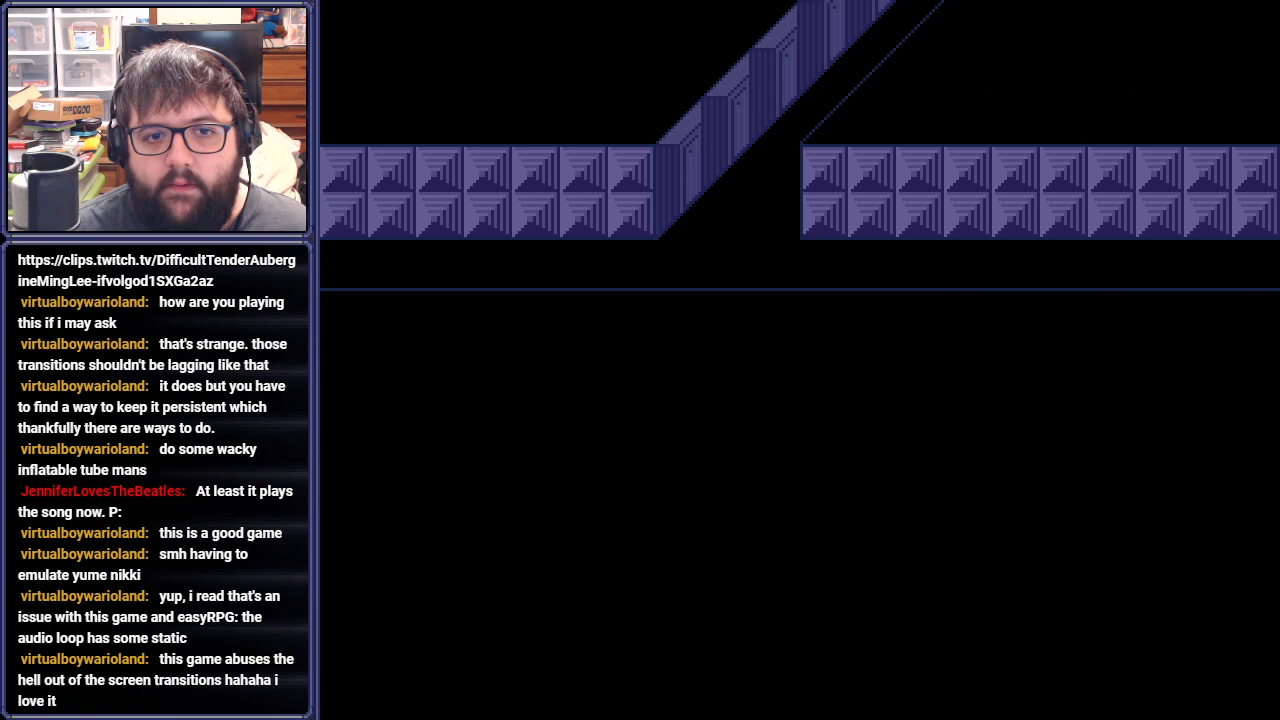 https://clips.twitch.tv/DifficultTenderAuberg
ineMingLee-ifvolgod1SXGa2az
virtualboywarioland: how are you playing
this if i may ask
virtualboywarioland: that's strange. those
transitions shouldn't be lagging like that
virtualboywarioland: it does but you have
to find a way to keep it persistent which
thankfully there are ways to do.
virtualboywarioland: do some wacky
inflatable tube mans
JenniferLovesTheBeatles: At least it plays
the song now. P:
virtualboywarioland: this is a good game
virtualboywarioland: smh having to
emulate yume nikki
virtualboywarioland: yup, i read that's an
issue with this game and easyRPG: the
audio loop has some static
virtualboywarioland: this game abuses the
hell out of the screen transitions hahaha i
love it